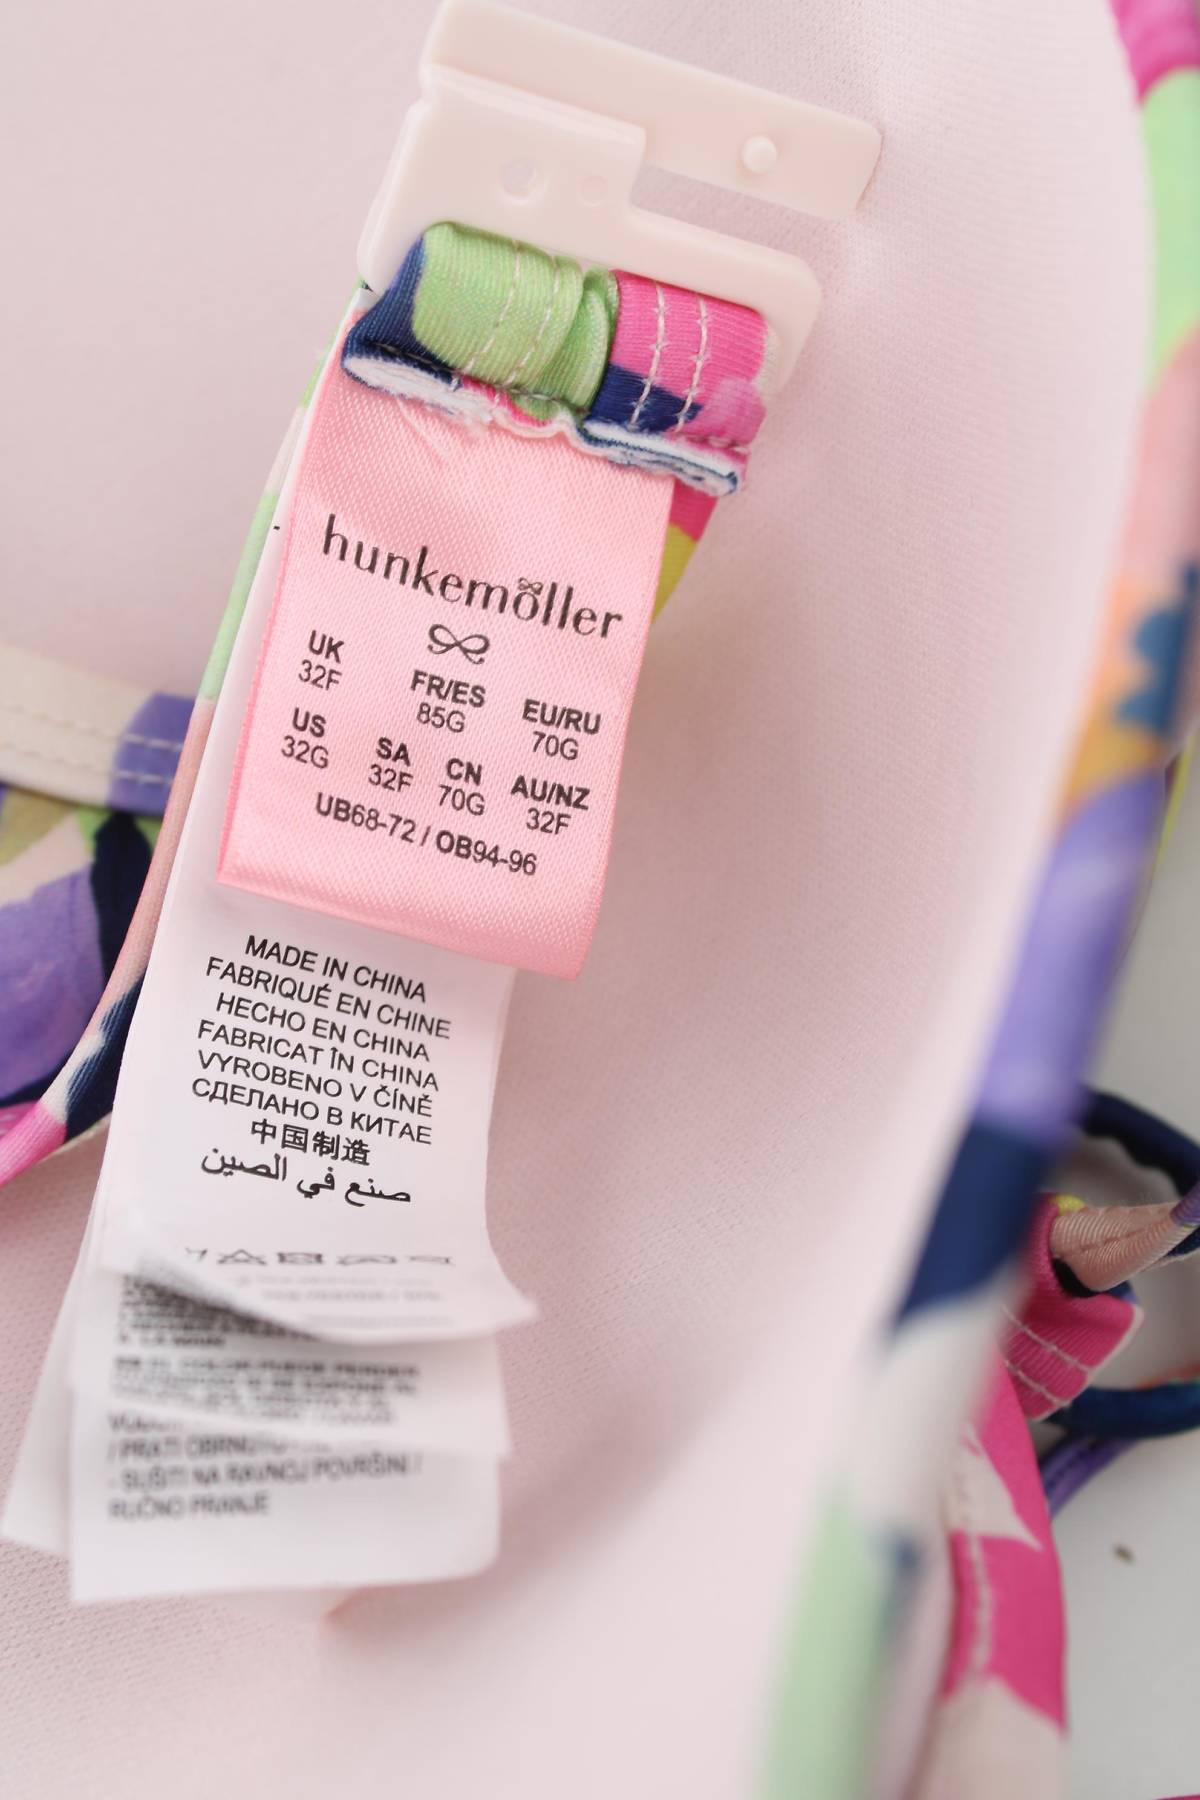 hunkemöller
UK FR/ES EU/RU
32F 85G 70G
US SA CN AU/NZ
32G 32F 70G 32F
UB68-72 / OB94-96
MADE IN CHINA
FABRIQUÉ EN CHINE
HECHO EN CHINA
FABRICAT ÎN CHINA
VYROBENO V ČÍNĚ
СДЕЛАНО В КИТАЕ
中国制造
صنع في الصين
/ PRATI
- SUŠITI NA RAVNOJ POVRŠINI /
RUČNO PRANJE